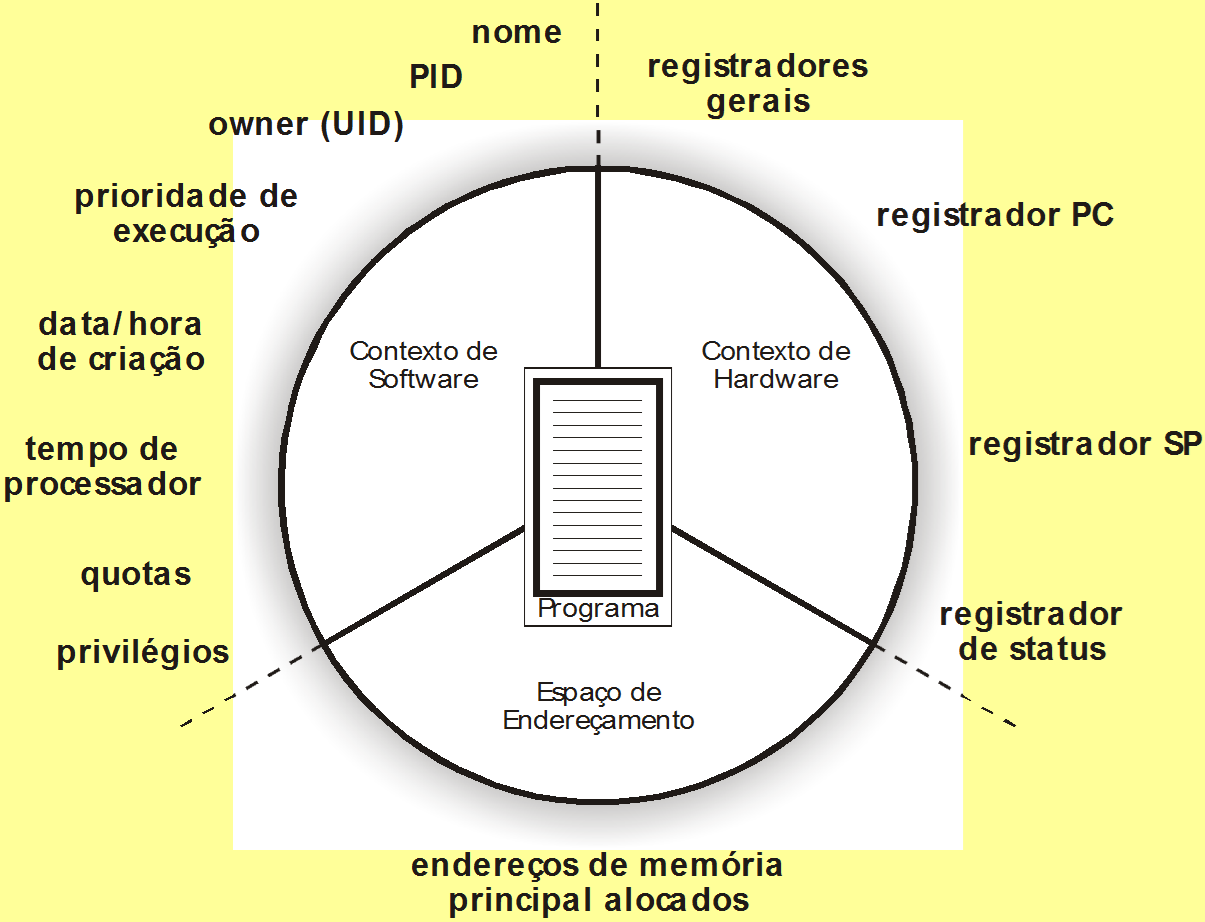 nome
PID
owner (UID)
prioridade de
execução
data/hora
de criação
tempo de
processador
quotas
privilégios
registradores
gerais
registrador PC
registrador SP
registrador
de status
Contexto de
Software
Contexto de
Hardware
Programa
Espaço de
Endereçamento
endereços de memória
principal alocados